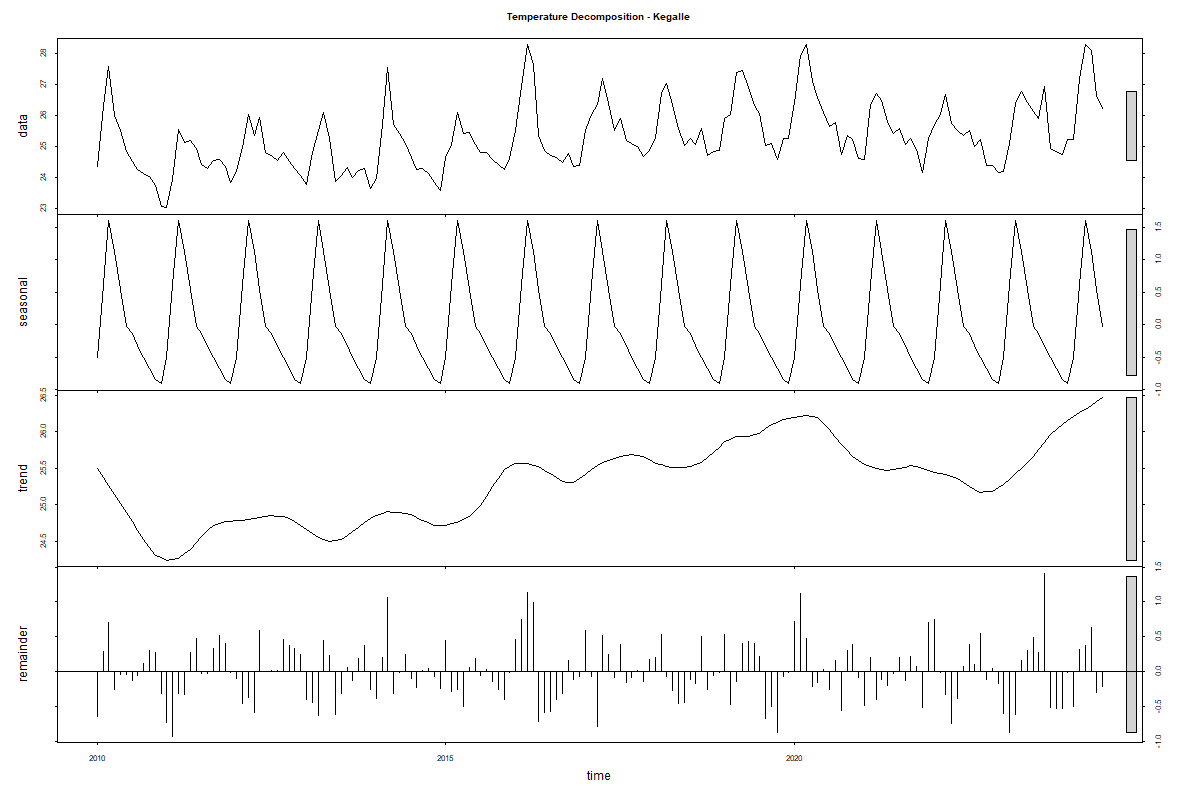 Temperature Decomposition - Kegalle
data
23 24 25 26 27 28
seasonal
-1.0 -0.5 0.0 0.5 1.0 1.5
trend
24.5 25.0 25.5 26.0 26.5
remainder
-1.0 -0.5 0.0 0.5 1.0 1.5
2010 2015 2020
time